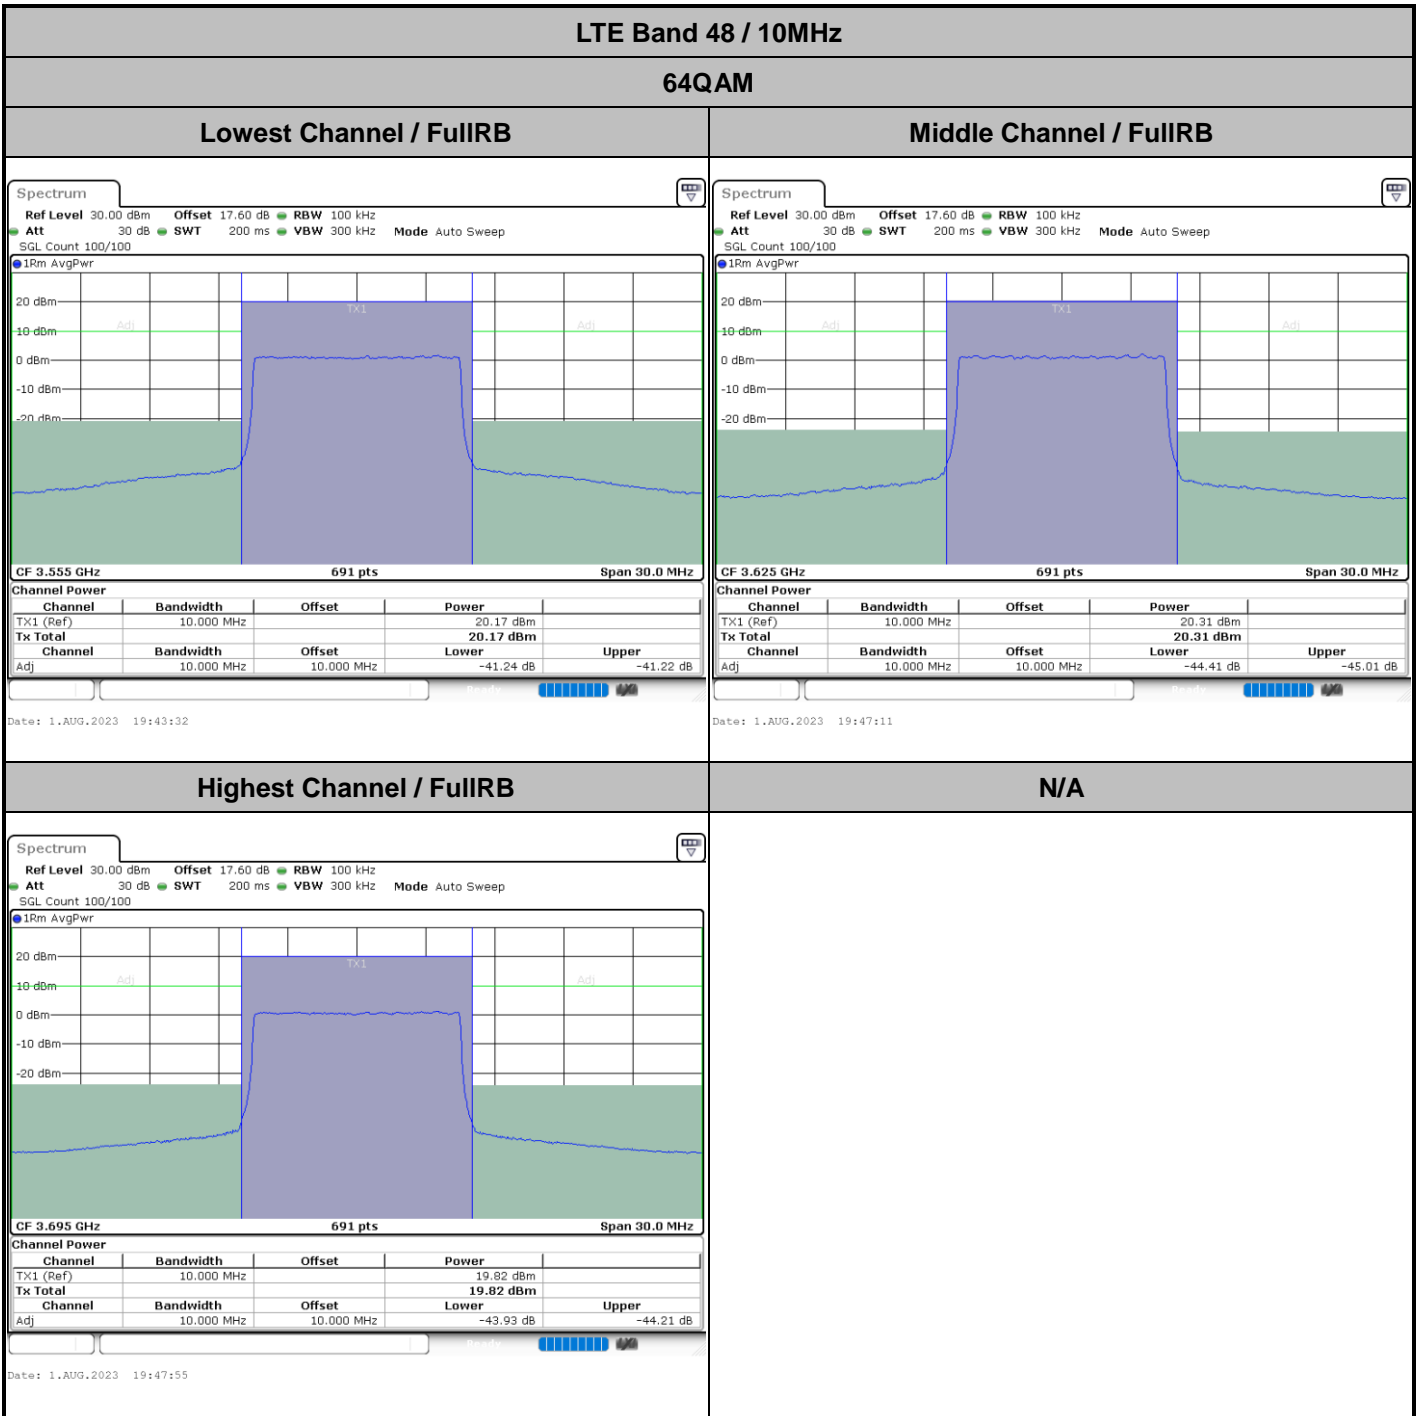 LTE Band 48 / 10MHz
64QAM
Lowest Channel / FullRB
Middle Channel / FullRB
Spectrum
Ref Level 30.00 dBm Offset 17.60 dB RBW 100 kHz
Att 30 dB SWT 200 ms VBW 300 kHz Mode Auto Sweep
SGL Count 100/100
1Rm AvgPwr
TX1
Adj
Adj
20 dBm
10 dBm
0 dBm
-10 dBm
-20 dBm
CF 3.555 GHz 691 pts Span 30.0 MHz
Channel Power
Channel Bandwidth Offset Power
TX1 (Ref) 10.000 MHz 20.17 dBm
Tx Total 20.17 dBm
Channel Bandwidth Offset Lower Upper
Adj 10.000 MHz 10.000 MHz -41.24 dB -41.22 dB
Ready
Date: 1.AUG.2023 19:43:32
Spectrum
Ref Level 30.00 dBm Offset 17.60 dB RBW 100 kHz
Att 30 dB SWT 200 ms VBW 300 kHz Mode Auto Sweep
SGL Count 100/100
1Rm AvgPwr
TX1
Adj
Adj
20 dBm
10 dBm
0 dBm
-10 dBm
-20 dBm
CF 3.625 GHz 691 pts Span 30.0 MHz
Channel Power
Channel Bandwidth Offset Power
TX1 (Ref) 10.000 MHz 20.31 dBm
Tx Total 20.31 dBm
Channel Bandwidth Offset Lower Upper
Adj 10.000 MHz 10.000 MHz -44.41 dB -45.01 dB
Ready
Date: 1.AUG.2023 19:47:11
Highest Channel / FullRB
N/A
Spectrum
Ref Level 30.00 dBm Offset 17.60 dB RBW 100 kHz
Att 30 dB SWT 200 ms VBW 300 kHz Mode Auto Sweep
SGL Count 100/100
1Rm AvgPwr
TX1
Adj
Adj
20 dBm
10 dBm
0 dBm
-10 dBm
-20 dBm
CF 3.695 GHz 691 pts Span 30.0 MHz
Channel Power
Channel Bandwidth Offset Power
TX1 (Ref) 10.000 MHz 19.82 dBm
Tx Total 19.82 dBm
Channel Bandwidth Offset Lower Upper
Adj 10.000 MHz 10.000 MHz -43.93 dB -44.21 dB
Ready
Date: 1.AUG.2023 19:47:55